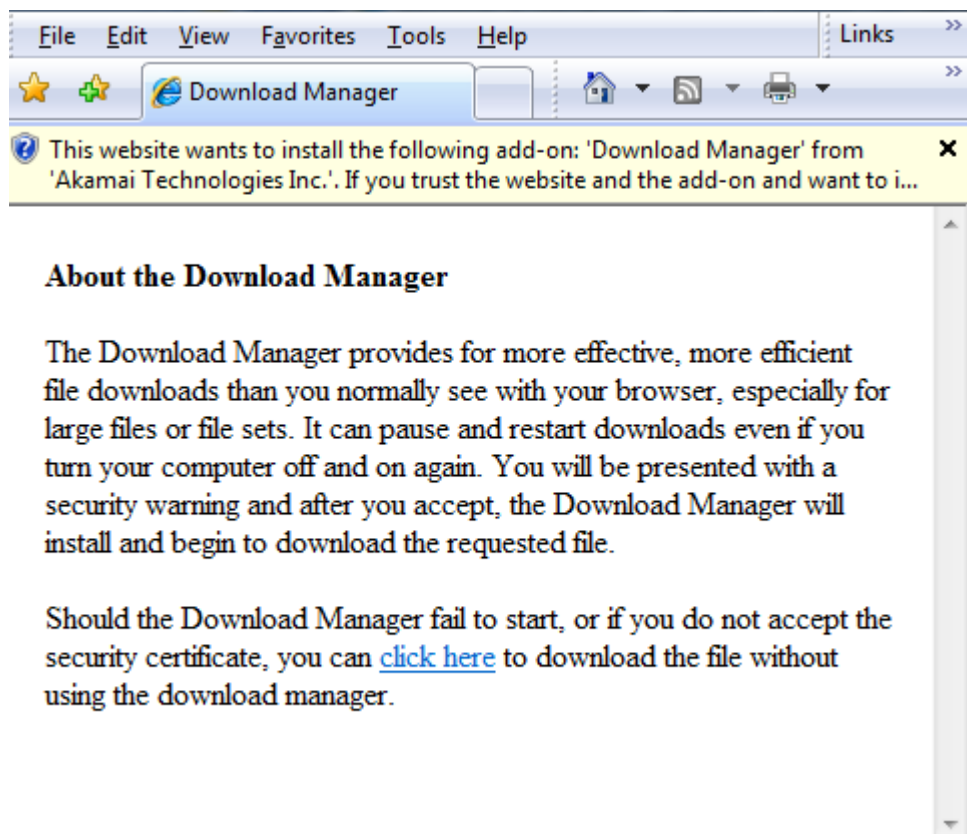 File Edit View Favorites Tools Help Links »
Download Manager »
This website wants to install the following add-on: 'Download Manager' from
'Akamai Technologies Inc.'. If you trust the website and the add-on and want to i...
About the Download Manager
The Download Manager provides for more effective, more efficient
file downloads than you normally see with your browser, especially for
large files or file sets. It can pause and restart downloads even if you
turn your computer off and on again. You will be presented with a
security warning and after you accept, the Download Manager will
install and begin to download the requested file.
Should the Download Manager fail to start, or if you do not accept the
security certificate, you can click here to download the file without
using the download manager.